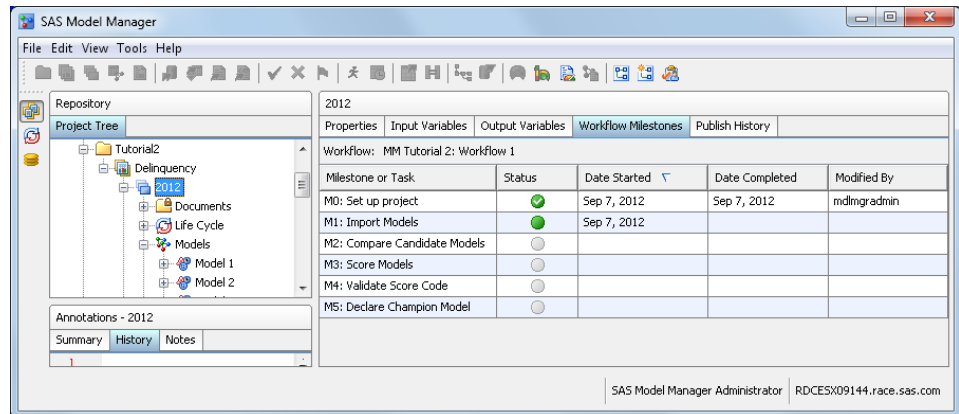 SAS Model Manager
File Edit View Tools Help
Repository
Project Tree
Tutorial2
Delinquency
2012
Documents
Life Cycle
Models
Model 1
Model 2
Annotations - 2012
Summary History Notes
1
2012
Properties Input Variables Output Variables Workflow Milestones Publish History
Workflow: MM Tutorial 2: Workflow 1
Milestone or Task Status Date Started Date Completed Modified By
M0: Set up project Sep 7, 2012 Sep 7, 2012 mdlmgradmin
M1: Import Models Sep 7, 2012
M2: Compare Candidate Models
M3: Score Models
M4: Validate Score Code
M5: Declare Champion Model
SAS Model Manager Administrator RDCESX09144.race.sas.com